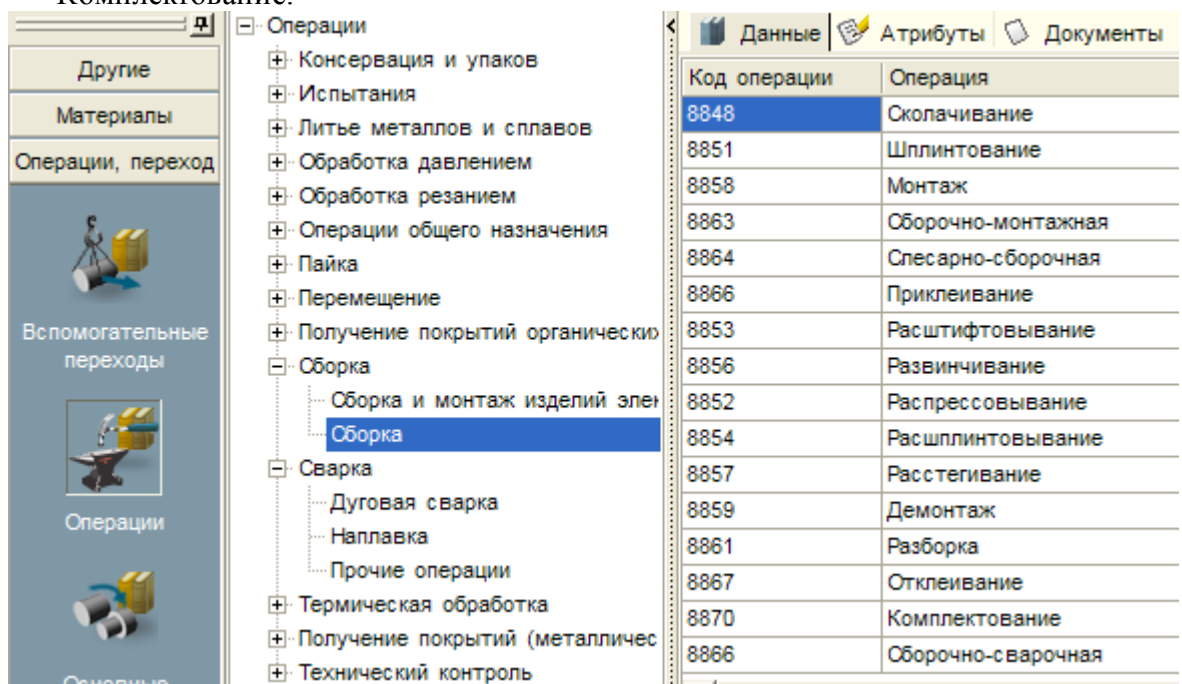 Комплектование.
Другие
Материалы
Операции, переход
Вспомогательные
переходы
Операции
Операции
Консервация и упаков
Испытания
Литье металлов и сплавов
Обработка давлением
Обработка резанием
Операции общего назначения
Пайка
Перемещение
Получение покрытий органических
Сборка
Сборка и монтаж изделий элек
Сборка
Сварка
Дуговая сварка
Наплавка
Прочие операции
Термическая обработка
Получение покрытий (металличес
Технический контроль
Данные Атрибуты Документы
Код операции Операция
8848 Сколачивание
8851 Шплинтование
8858 Монтаж
8863 Сборочно-монтажная
8864 Слесарно-сборочная
8866 Приклеивание
8853 Расштифтовывание
8856 Развинчивание
8852 Распрессовывание
8854 Расшплинтовывание
8857 Расстегивание
8859 Демонтаж
8861 Разборка
8867 Отклеивание
8870 Комплектование
8866 Сборочно-сварочная